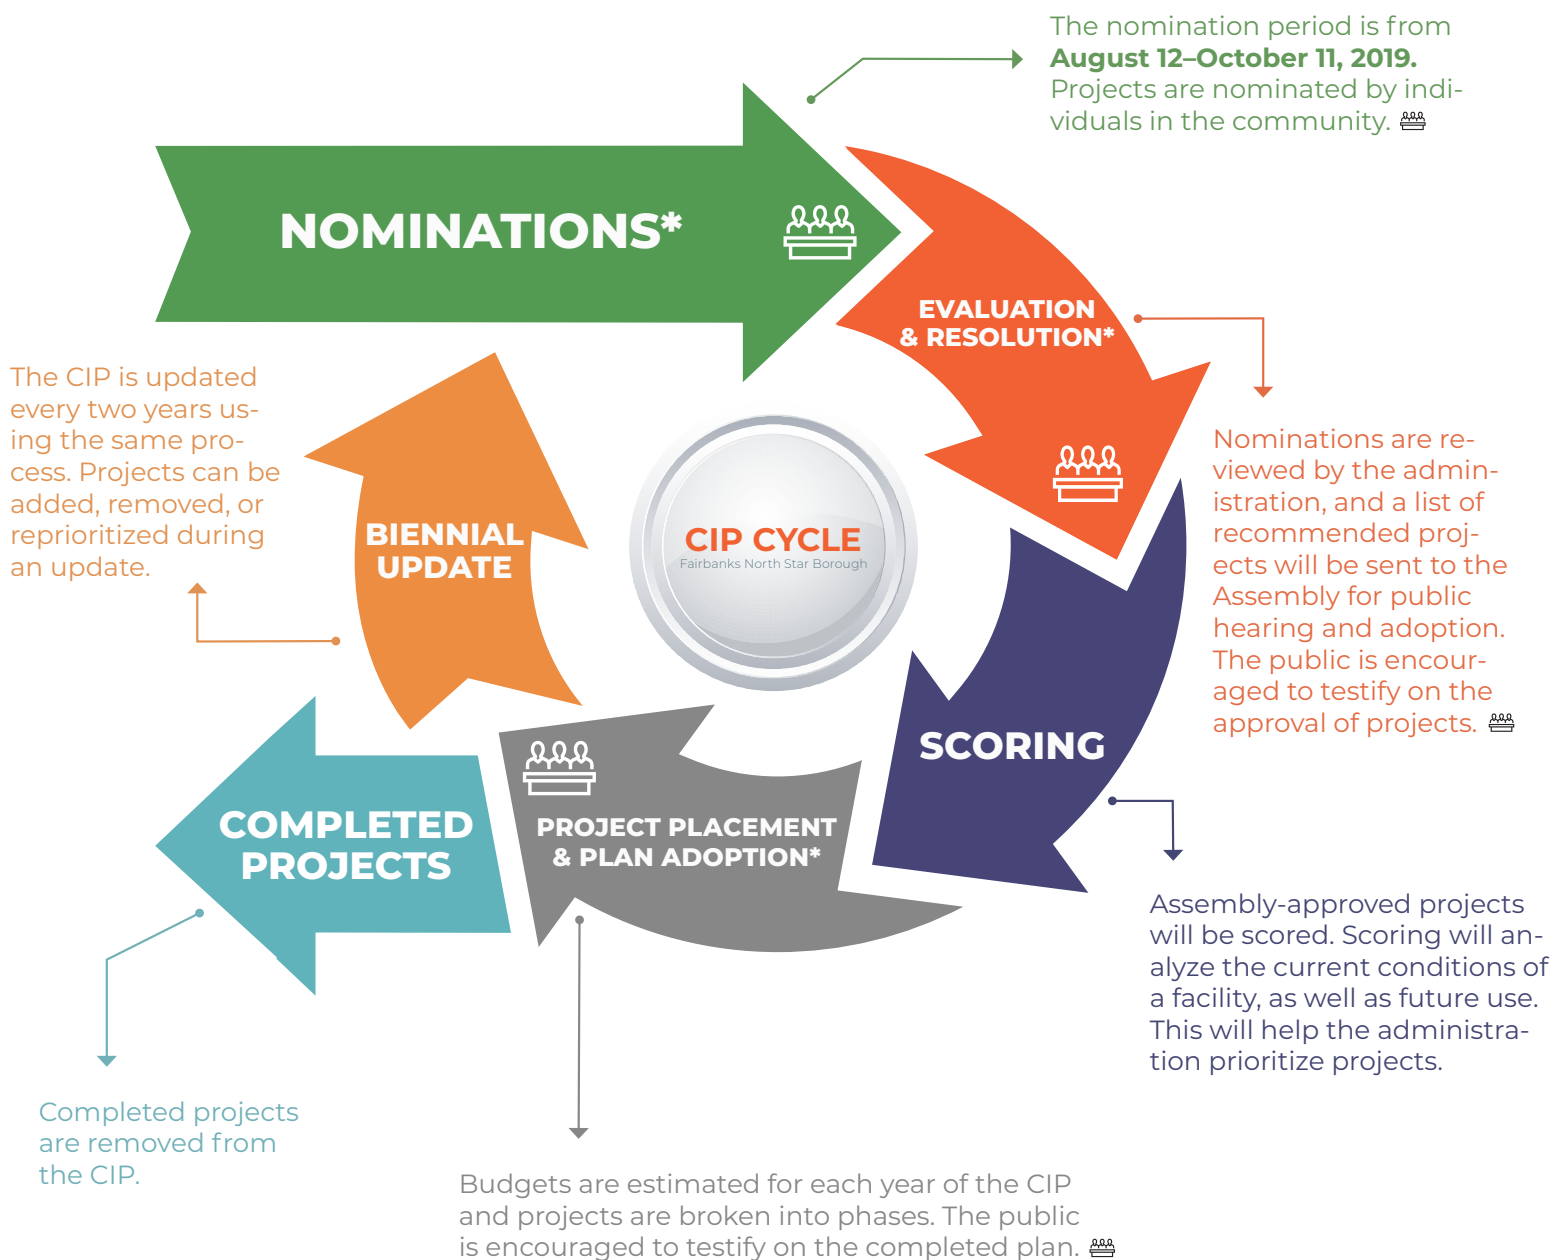 The nomination period is from
August 12–October 11, 2019.
Projects are nominated by indi-
viduals in the community.
NOMINATIONS*
EVALUATION
& RESOLUTION*
Nominations are re-
viewed by the admin-
istration, and a list of
recommended proj-
ects will be sent to the
Assembly for public
hearing and adoption.
The public is encour-
aged to testify on the
approval of projects.
The CIP is updated
every two years us-
ing the same pro-
cess. Projects can be
added, removed, or
reprioritized during
an update.
BIENNIAL
UPDATE
CIP CYCLE
Fairbanks North Star Borough
SCORING
Assembly-approved projects
will be scored. Scoring will an-
alyze the current conditions of
a facility, as well as future use.
This will help the administra-
tion prioritize projects.
PROJECT PLACEMENT
& PLAN ADOPTION*
COMPLETED
PROJECTS
Completed projects
are removed from
the CIP.
Budgets are estimated for each year of the CIP
and projects are broken into phases. The public
is encouraged to testify on the completed plan.